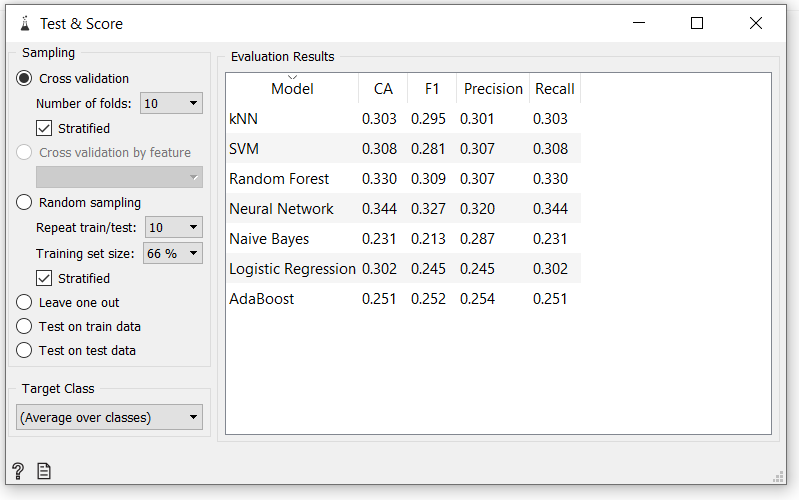 Test & Score
Sampling
Cross validation
Number of folds: 10
Stratified
Cross validation by feature
Random sampling
Repeat train/test: 10
Training set size: 66 %
Stratified
Leave one out
Test on train data
Test on test data
Target Class
(Average over classes)
Evaluation Results
Model CA F1 Precision Recall
kNN 0.303 0.295 0.301 0.303
SVM 0.308 0.281 0.307 0.308
Random Forest 0.330 0.309 0.307 0.330
Neural Network 0.344 0.327 0.320 0.344
Naive Bayes 0.231 0.213 0.287 0.231
Logistic Regression 0.302 0.245 0.245 0.302
AdaBoost 0.251 0.252 0.254 0.251
?